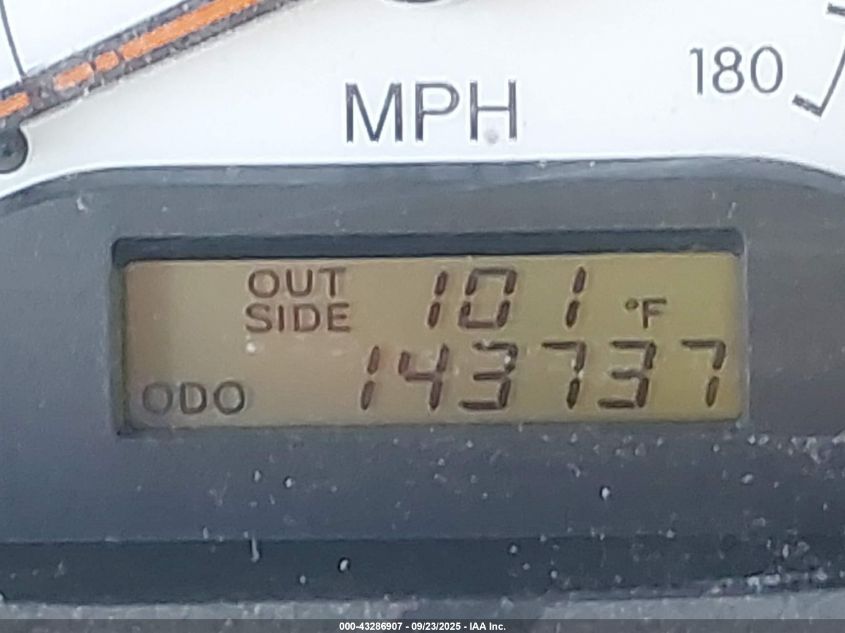 MPH
180
OUT SIDE 101 °F
ODO 143737
000-43286907 - 09/23/2025 - IAA Inc.